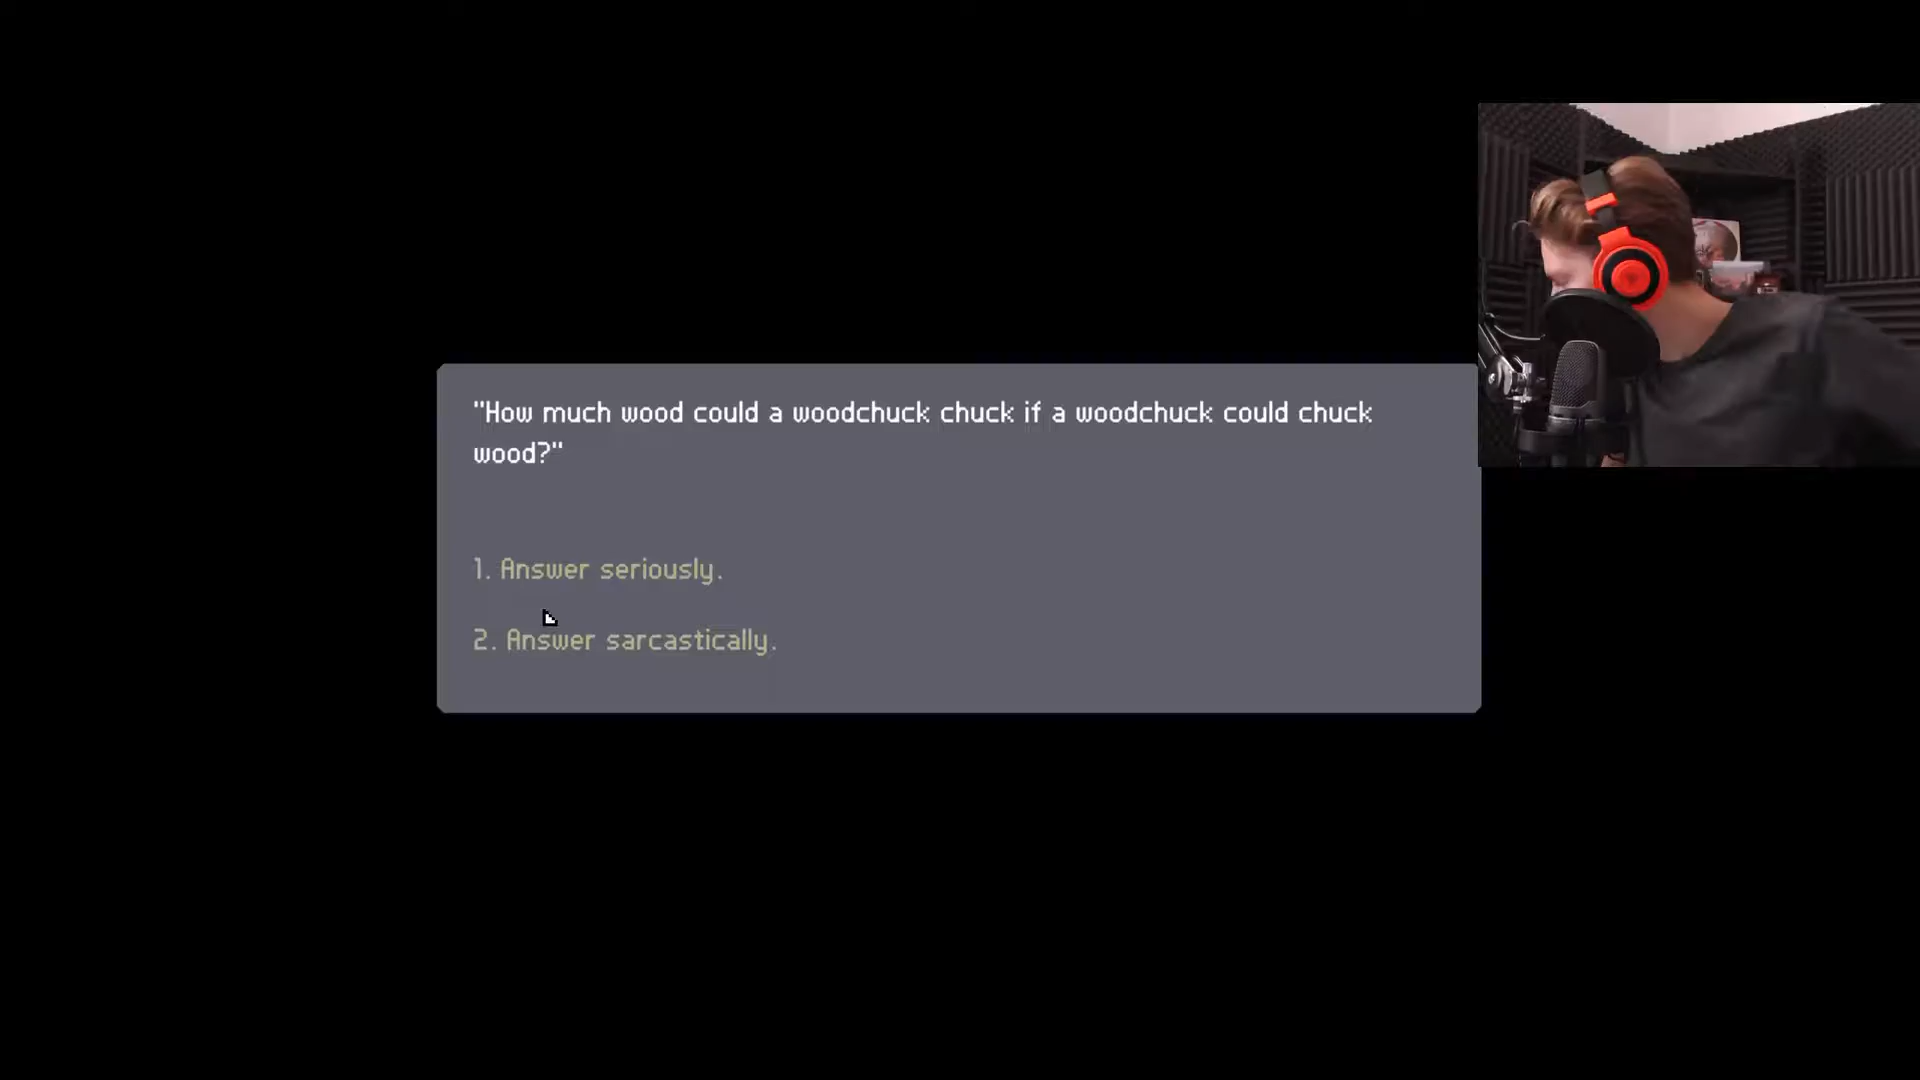 "How much wood could a woodchuck chuck if a woodchuck could chuck
wood?"
1. Answer seriously.
2. Answer sarcastically.